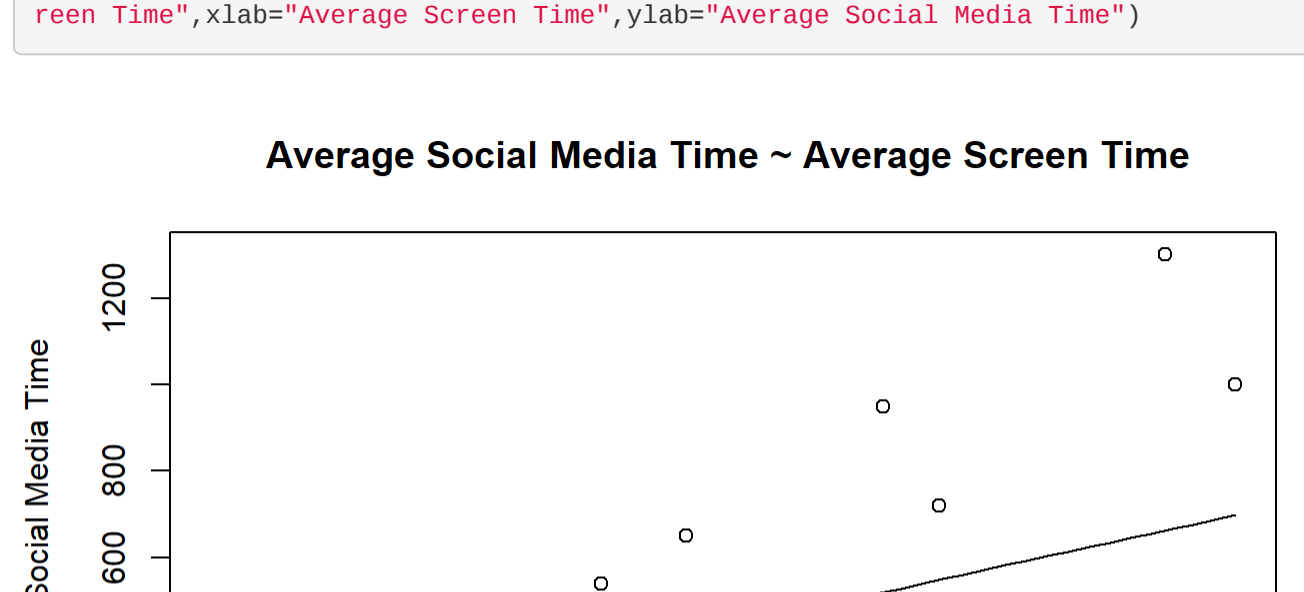 reen Time",xlab="Average Screen Time",ylab="Average Social Media Time")
Average Social Media Time ~ Average Screen Time
1200
800
600
Social Media Time